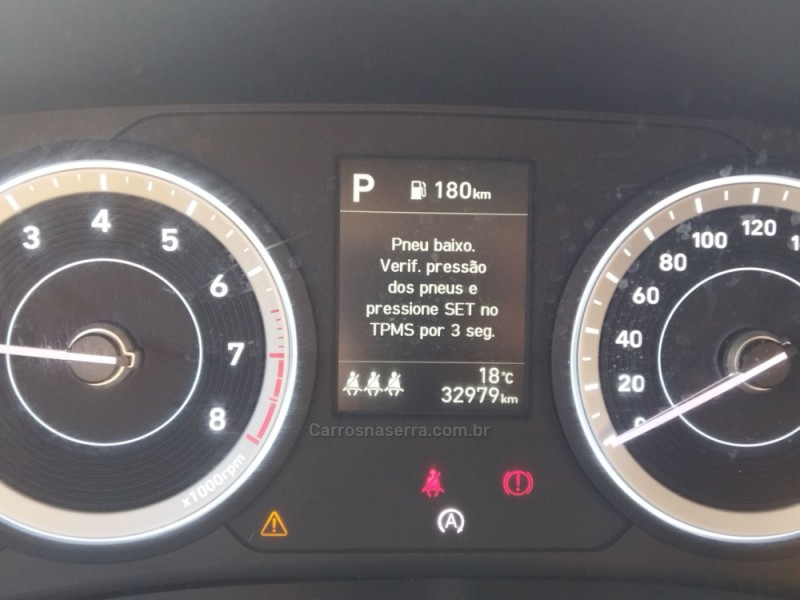 P 180km
Pneu baixo.
Verif. pressão
dos pneus e
pressione SET no
TPMS por 3 seg.
18°C
32979km
3 4 5 6 7 8
x1000rpm
0 20 40 60 80 100 120
Carrosnaserra.com.br
A